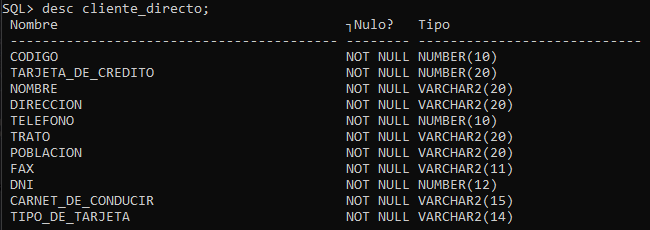 SQL> desc cliente_directo;
Nombre ┐Nulo? Tipo
----------------------------------------- -------- ----------------------------
CODIGO NOT NULL NUMBER(10)
TARJETA_DE_CREDITO NOT NULL NUMBER(20)
NOMBRE NOT NULL VARCHAR2(20)
DIRECCION NOT NULL VARCHAR2(20)
TELEFONO NOT NULL NUMBER(10)
TRATO NOT NULL VARCHAR2(20)
POBLACION NOT NULL VARCHAR2(20)
FAX NOT NULL VARCHAR2(11)
DNI NOT NULL NUMBER(12)
CARNET_DE_CONDUCIR NOT NULL VARCHAR2(15)
TIPO_DE_TARJETA NOT NULL VARCHAR2(14)